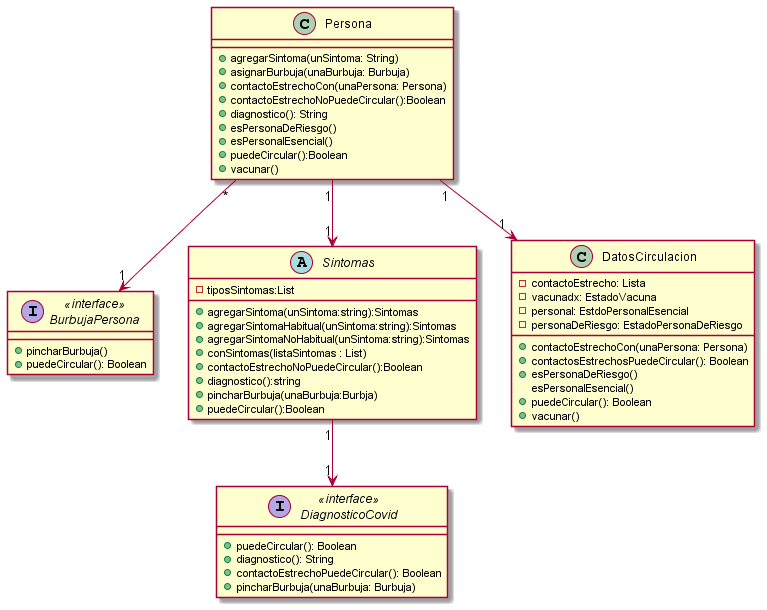 C Persona
agregarSintoma(unSintoma: String)
asignarBurbuja(unaBurbuja: Burbuja)
contactoEstrechoCon(unaPersona: Persona)
contactoEstrechoNoPuedeCircular():Boolean
diagnostico(): String
esPersonaDeRiesgo()
esPersonalEsencial()
puedeCircular():Boolean
vacunar()
*
1
1
1
1
1
«interface»
I BurbujaPersona
pincharBurbuja()
puedeCircular(): Boolean
A Sintomas
tiposSintomas:List
agregarSintoma(unSintoma:string):Sintomas
agregarSintomaHabitual(unSintoma:string):Sintomas
agregarSintomaNoHabitual(unSintoma:string):Sintomas
conSintomas(listaSintomas : List)
contactoEstrechoNoPuedeCircular():Boolean
diagnostico():string
pincharBurbuja(unaBurbuja:Burbja)
puedeCircular():Boolean
C DatosCirculacion
contactoEstrecho: Lista
vacunadx: EstadoVacuna
personal: EstdoPersonalEsencial
personaDeRiesgo: EstadoPersonaDeRiesgo
contactoEstrechoCon(unaPersona: Persona)
contactosEstrechosPuedeCircular(): Boolean
esPersonaDeRiesgo()
esPersonalEsencial()
puedeCircular(): Boolean
vacunar()
1
1
«interface»
I DiagnosticoCovid
puedeCircular(): Boolean
diagnostico(): String
contactoEstrechoPuedeCircular(): Boolean
pincharBurbuja(unaBurbuja: Burbuja)